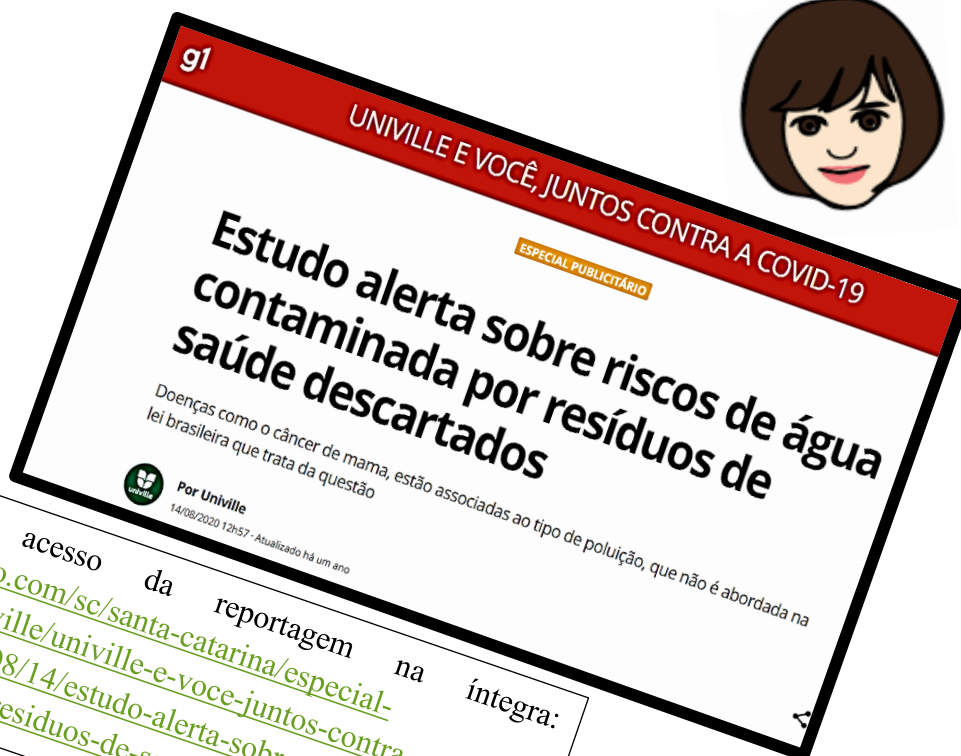 g1
UNIVILLE E VOCÊ, JUNTOS CONTRA A COVID-19
ESPECIAL PUBLICITÁRIO
Estudo alerta sobre riscos de água
contaminada por resíduos de
saúde descartados
Doenças como o câncer de mama, estão associadas ao tipo de poluição, que não é abordada na
lei brasileira que trata da questão
univille
Por Univille
14/08/2020 12h57 · Atualizado há um ano
acesso da reportagem na íntegra:
o.com/sc/santa-catarina/especial-
ville/univille-e-voce-juntos-contra
08/14/estudo-alerta-sobr
esiduos-de-s